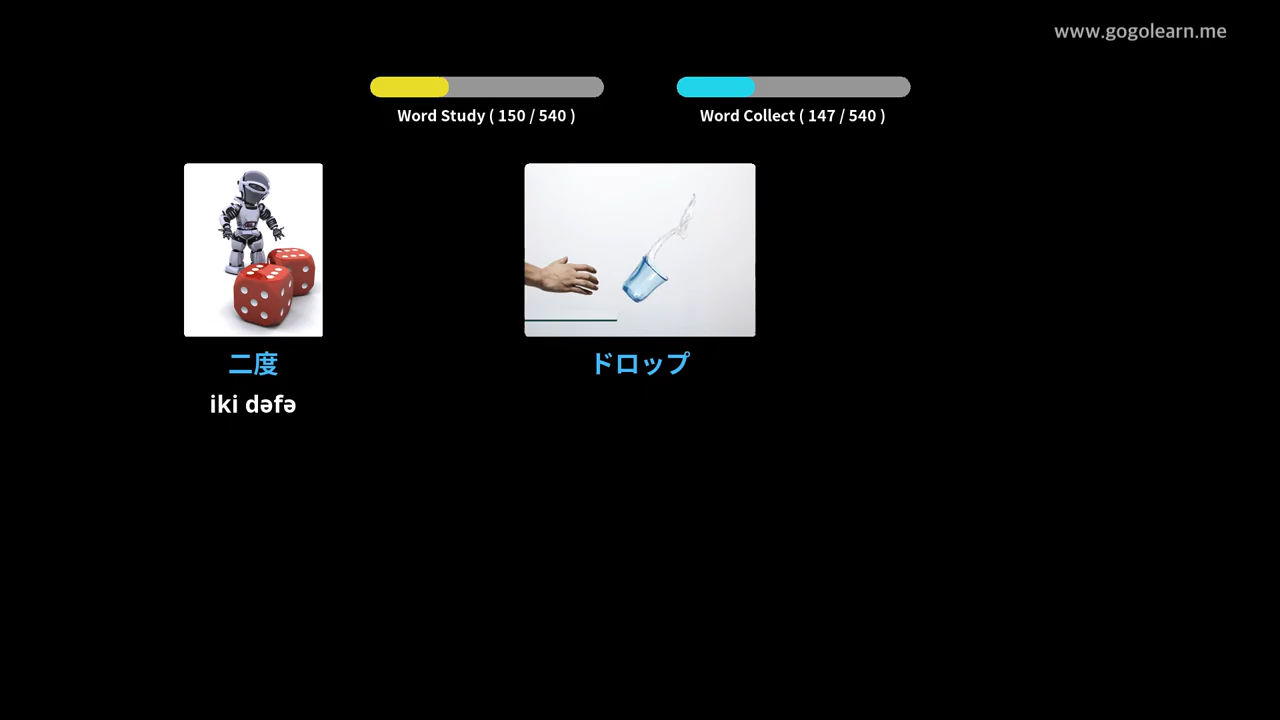 www.gogolearn.me
Word Study ( 150 / 540 )
Word Collect ( 147 / 540 )
二度
iki dəfə
ドロップ